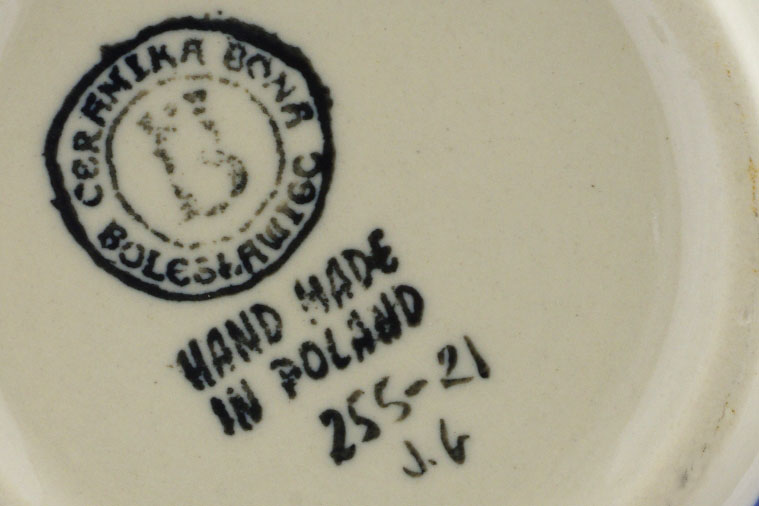 CERAMIKA BONA
BOLESŁAWIEC
B
HAND MADE
IN POLAND
255-21
J.G